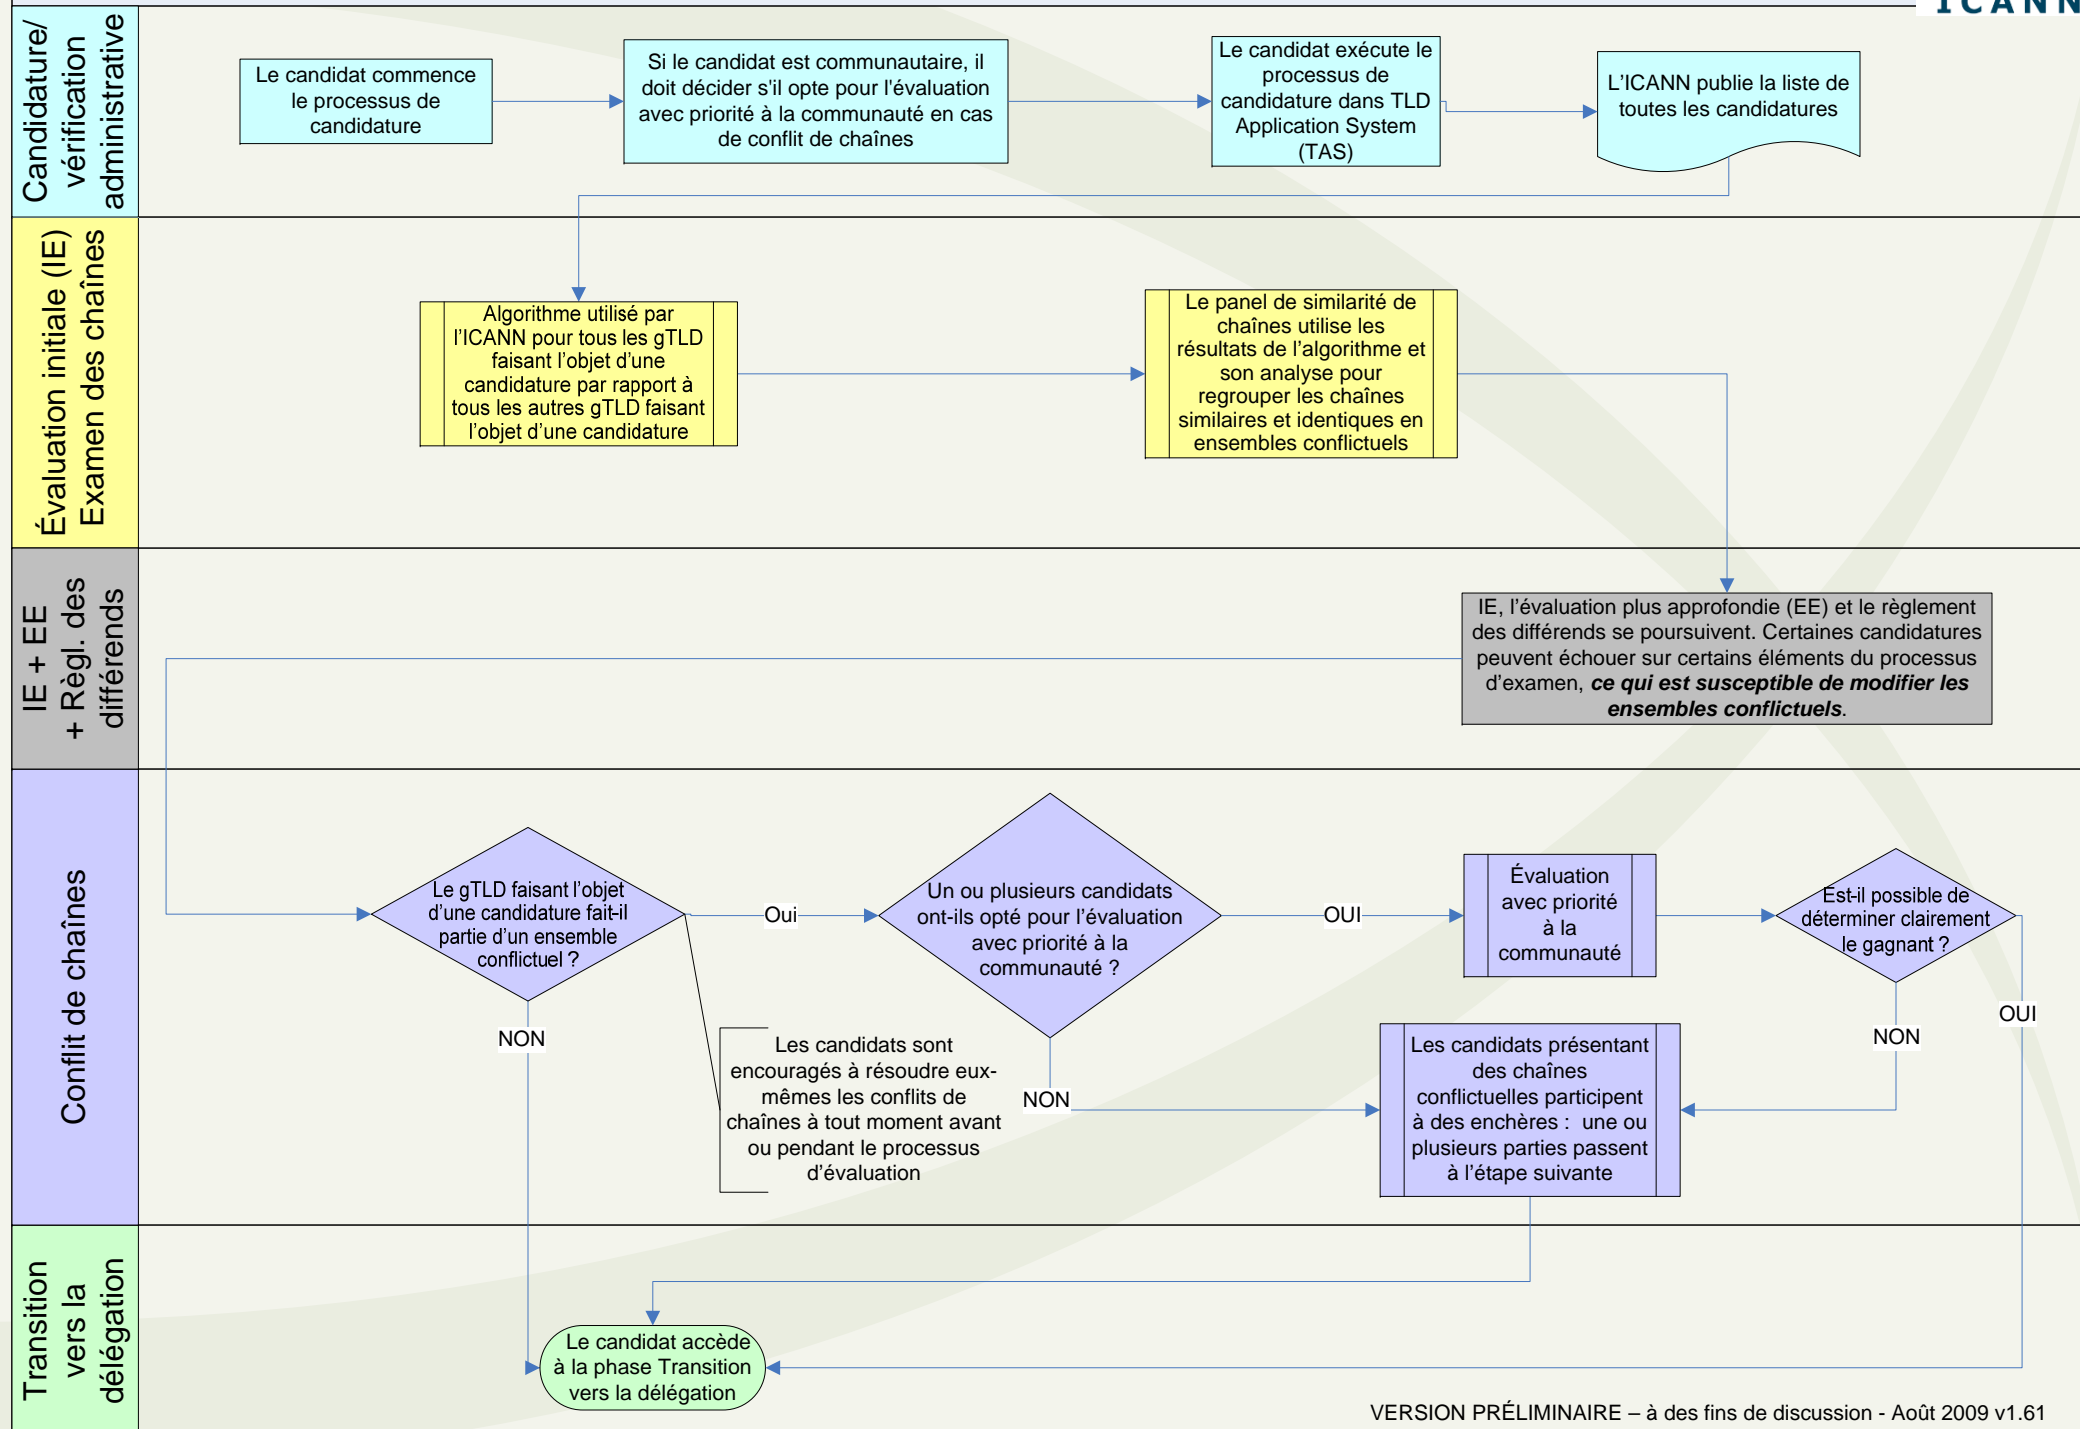 ICANN
Candidature/
vérification
administrative
Le candidat commence
le processus de
candidature
Si le candidat est communautaire, il
doit décider s'il opte pour l'évaluation
avec priorité à la communauté en cas
de conflit de chaînes
Le candidat exécute le
processus de
candidature dans TLD
Application System
(TAS)
L'ICANN publie la liste de
toutes les candidatures
Évaluation initiale (IE)
Examen des chaînes
Algorithme utilisé par
l'ICANN pour tous les gTLD
faisant l'objet d'une
candidature par rapport à
tous les autres gTLD faisant
l'objet d'une candidature
Le panel de similarité de
chaînes utilise les
résultats de l'algorithme et
son analyse pour
regrouper les chaînes
similaires et identiques en
ensembles conflictuels
IE + EE
+ Règl. des
différends
IE, l'évaluation plus approfondie (EE) et le règlement
des différends se poursuivent. Certaines candidatures
peuvent échouer sur certains éléments du processus
d'examen, ce qui est susceptible de modifier les
ensembles conflictuels.
Conflit de chaînes
Le gTLD faisant l'objet
d'une candidature fait-il
partie d'un ensemble
conflictuel ?
Oui
NON
Les candidats sont
encouragés à résoudre eux-
mêmes les conflits de
chaînes à tout moment avant
ou pendant le processus
d'évaluation
Un ou plusieurs candidats
ont-ils opté pour l'évaluation
avec priorité à la
communauté ?
OUI
NON
Évaluation
avec priorité
à la
communauté
Est-il possible de
déterminer clairement
le gagnant ?
NON
OUI
Les candidats présentant
des chaînes
conflictuelles participent
à des enchères :  une ou
plusieurs parties passent
à l'étape suivante
Transition
vers la
délégation
Le candidat accède
à la phase Transition
vers la délégation
VERSION PRÉLIMINAIRE – à des fins de discussion - Août 2009 v1.61